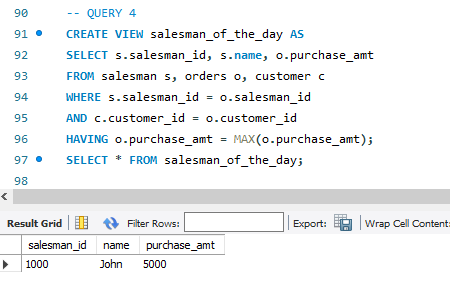 90 -- QUERY 4
91 CREATE VIEW salesman_of_the_day AS
92 SELECT s.salesman_id, s.name, o.purchase_amt
93 FROM salesman s, orders o, customer c
94 WHERE s.salesman_id = o.salesman_id
95 AND c.customer_id = o.customer_id
96 HAVING o.purchase_amt = MAX(o.purchase_amt);
97 SELECT * FROM salesman_of_the_day;
98
Result Grid Filter Rows: Export: Wrap Cell Content:
salesman_id name purchase_amt
1000 John 5000